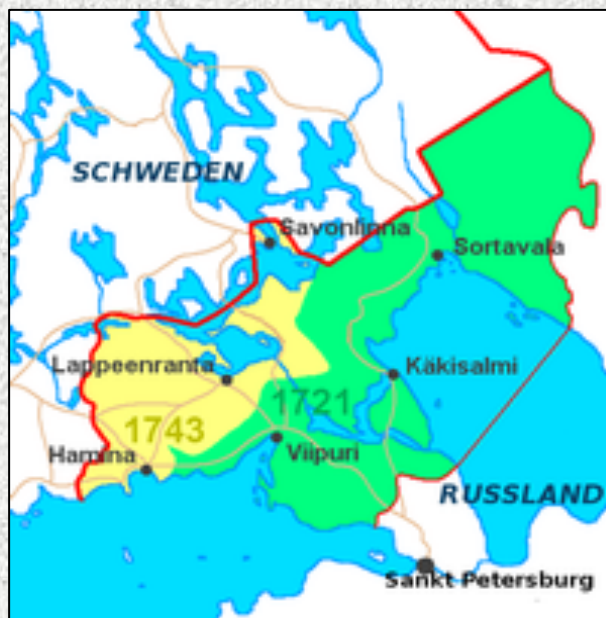 SCHWEDEN
Savonlinna
Sortavala
Lappeenranta
Käkisalmi
1721
1743
Hamina
Viipuri
RUSSLAND
Sankt Petersburg